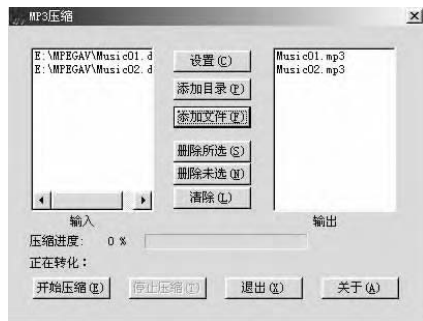 MP3压缩
E:\MPEGAV\Music01.d
E:\MPEGAV\Music02.d
设置(C)
添加目录(P)
添加文件(F)
删除所选(S)
删除未选(N)
清除(L)
Music01.mp3
Music02.mp3
输入
输出
压缩进度: 0 %
正在转化：
开始压缩(E)
停止压缩(T)
退出(X)
关于(A)